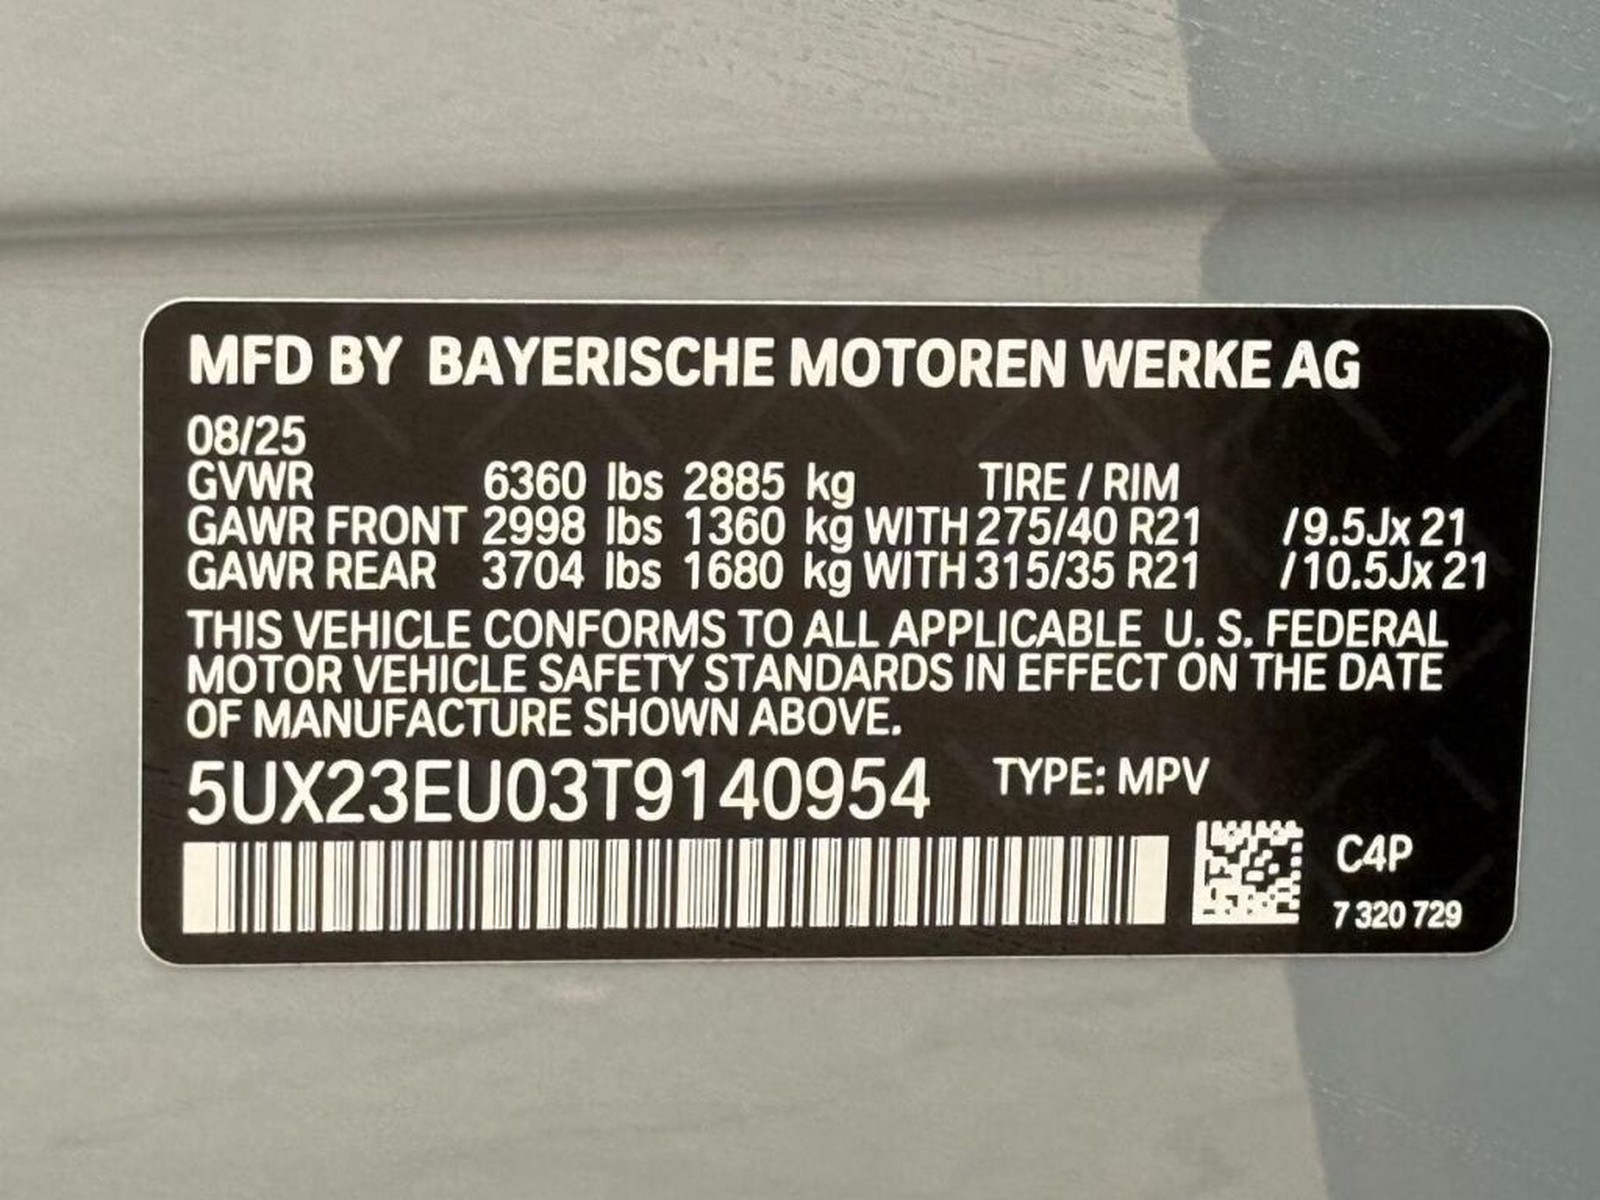 MFD BY BAYERISCHE MOTOREN WERKE AG
08/25
GVWR 6360 lbs 2885 kg TIRE / RIM
GAWR FRONT 2998 lbs 1360 kg WITH 275/40 R21 /9.5Jx 21
GAWR REAR 3704 lbs 1680 kg WITH 315/35 R21 /10.5Jx 21
THIS VEHICLE CONFORMS TO ALL APPLICABLE U. S. FEDERAL
MOTOR VEHICLE SAFETY STANDARDS IN EFFECT ON THE DATE
OF MANUFACTURE SHOWN ABOVE.
5UX23EU03T9140954 TYPE: MPV
C4P
7 320 729